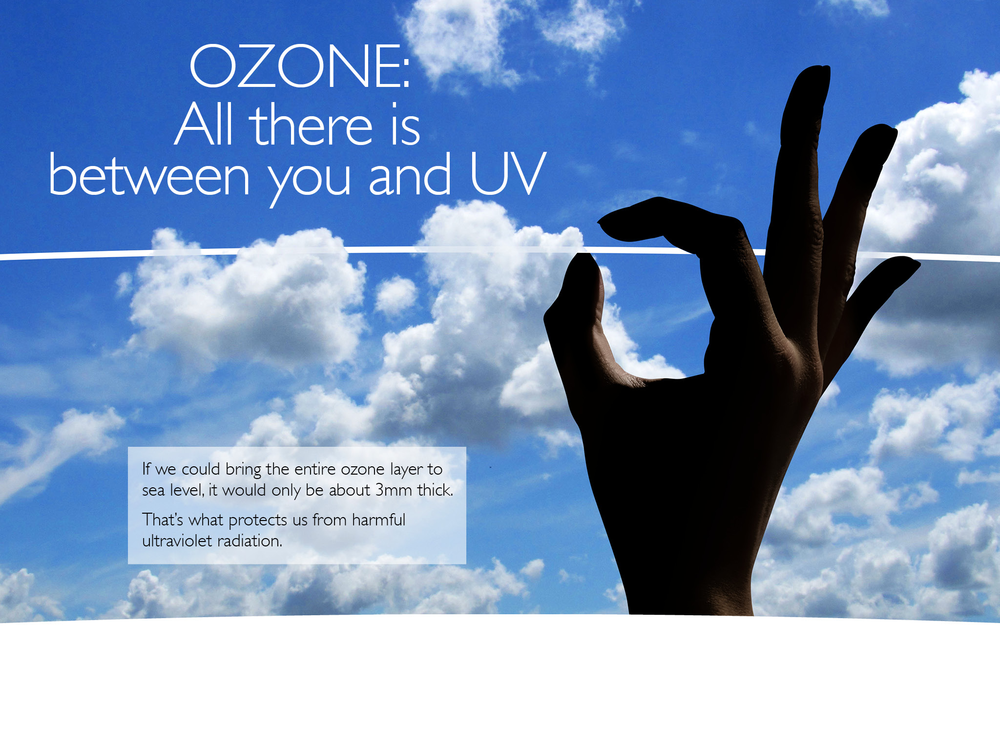 OZONE:
All there is
between you and UV
If we could bring the entire ozone layer to
sea level, it would only be about 3mm thick.
That's what protects us from harmful
ultraviolet radiation.